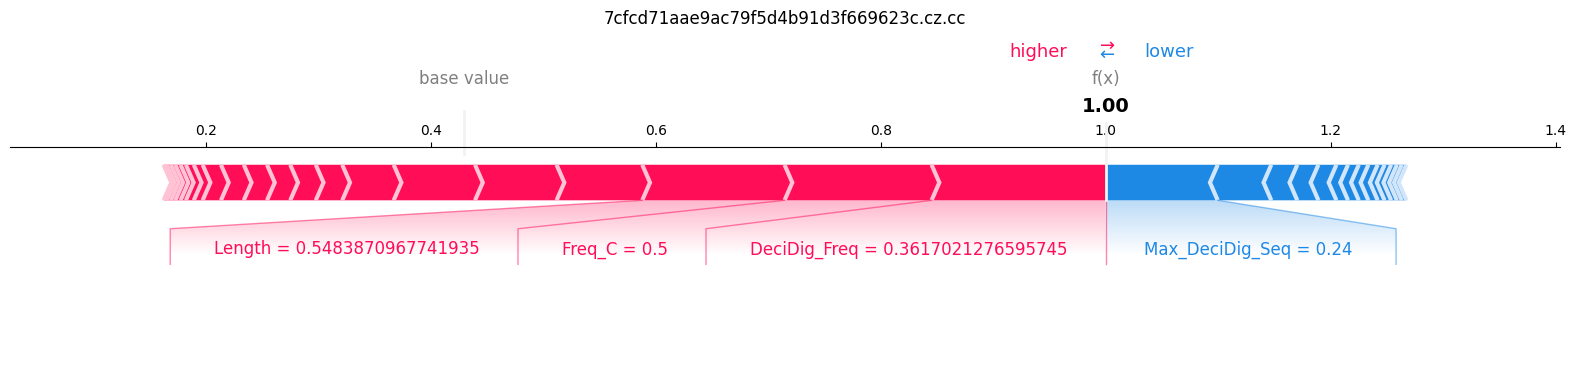 7cfcd71aae9ac79f5d4b91d3f669623c.cz.cc
higher ⇄ lower
base value f(x)
1.00
0.2 0.4 0.6 0.8 1.0 1.2 1.4
Length = 0.5483870967741935 Freq_C = 0.5 DeciDig_Freq = 0.3617021276595745 Max_DeciDig_Seq = 0.24